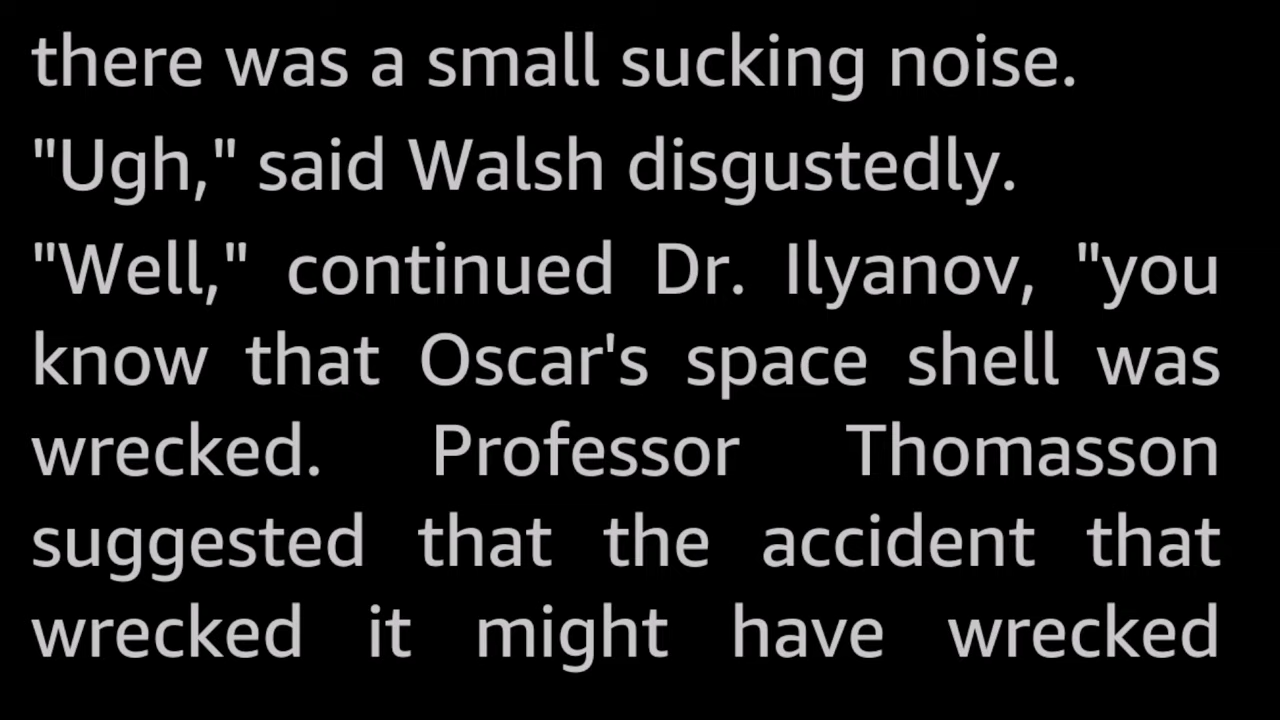 there was a small sucking noise.
"Ugh," said Walsh disgustedly.
"Well," continued Dr. Ilyanov, "you
know that Oscar's space shell was
wrecked. Professor Thomasson
suggested that the accident that
wrecked it might have wrecked